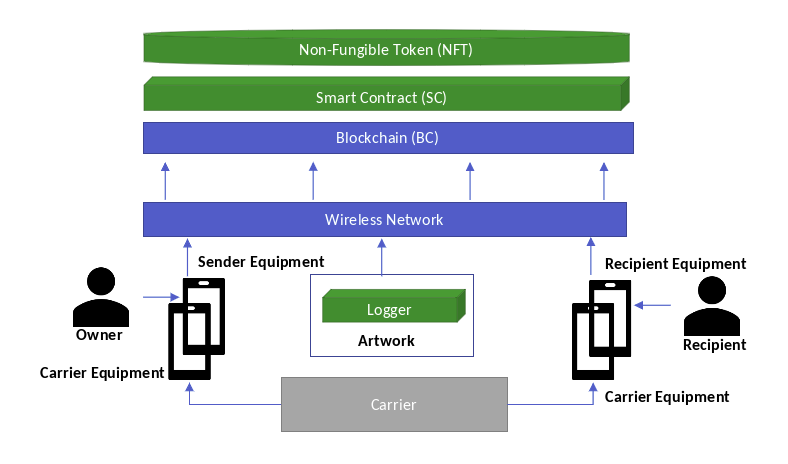 Non-Fungible Token (NFT)
Smart Contract (SC)
Blockchain (BC)
Wireless Network
Sender Equipment
Recipient Equipment
Logger
Owner
Artwork
Recipient
Carrier Equipment
Carrier
Carrier Equipment